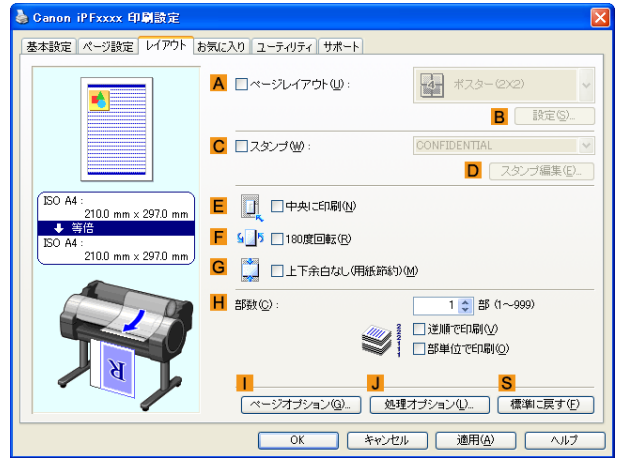 Canon iPFxxxx 印刷設定
基本設定 ページ設定 レイアウト お気に入り ユーティリティ サポート
A ページレイアウト(U) : 4 ポスター(2X2)
B 設定(S)...
C スタンプ(W) : CONFIDENTIAL
D スタンプ編集(E)...
ISO A4 :
210.0 mm × 297.0 mm
等倍
ISO A4 :
210.0 mm × 297.0 mm
E 中央に印刷(N)
F 180度回転(R)
G 上下余白なし(用紙節約)(M)
H 部数(C) : 1 部 (1～999)
逆順で印刷(V)
部単位で印刷(O)
I J S
ページオプション(G)... 処理オプション(L)... 標準に戻す(F)
OK キャンセル 適用(A) ヘルプ
R